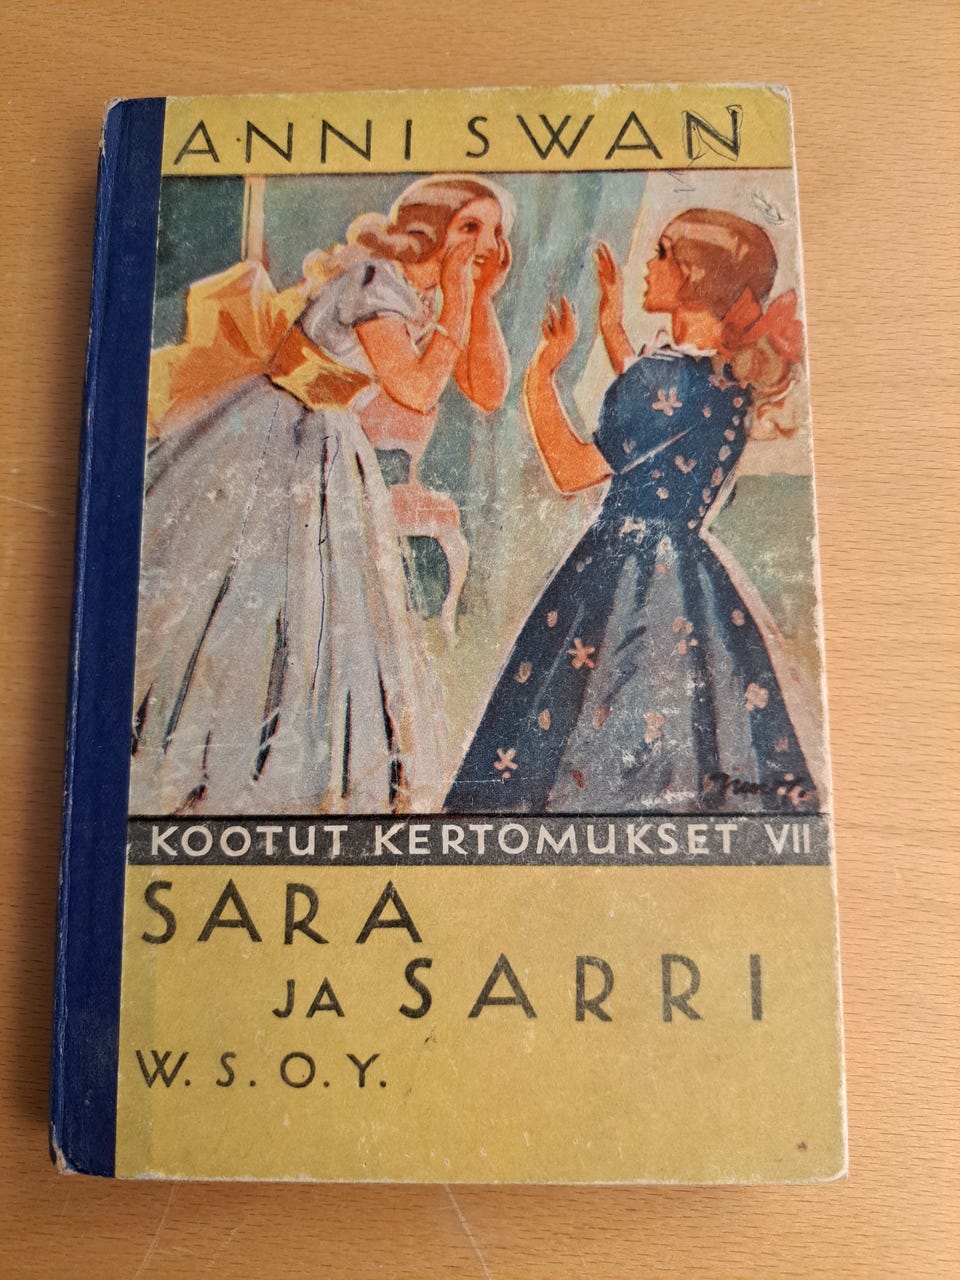 ANNI SWAN
KOOTUT KERTOMUKSET VII
SARA
JA SARRI
W. S. O. Y.